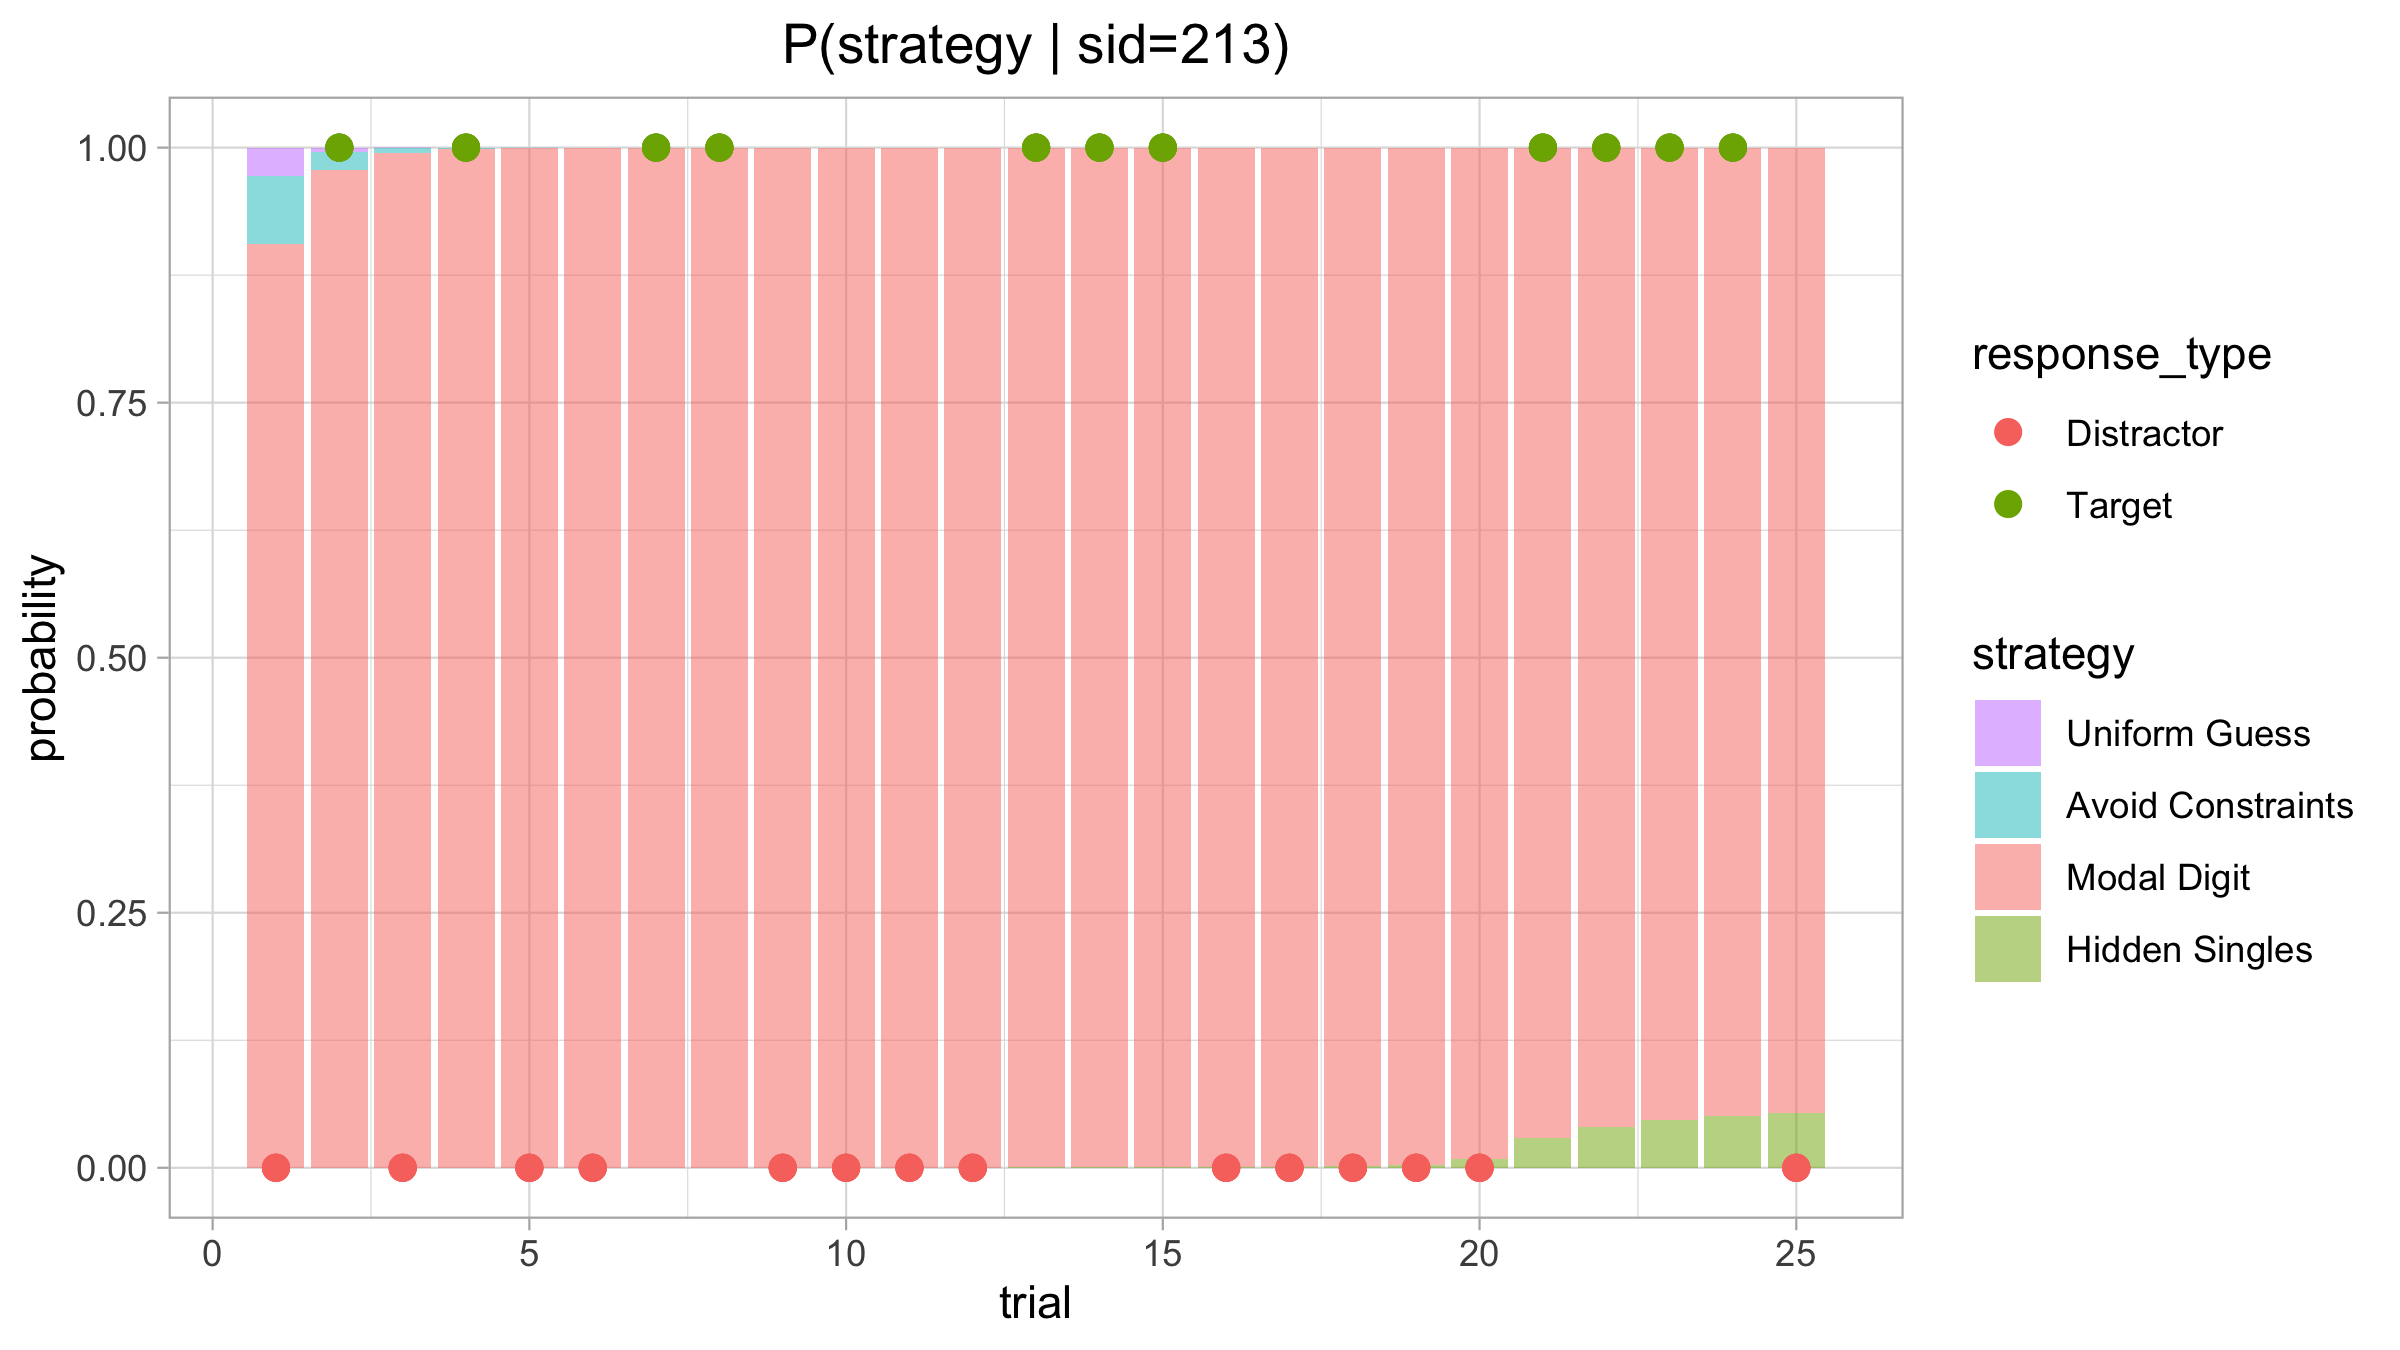 P(strategy | sid=213)
probability
1.00
0.75
0.50
0.25
0.00
0 5 10 15 20 25
trial
response_type
Distractor
Target
strategy
Uniform Guess
Avoid Constraints
Modal Digit
Hidden Singles